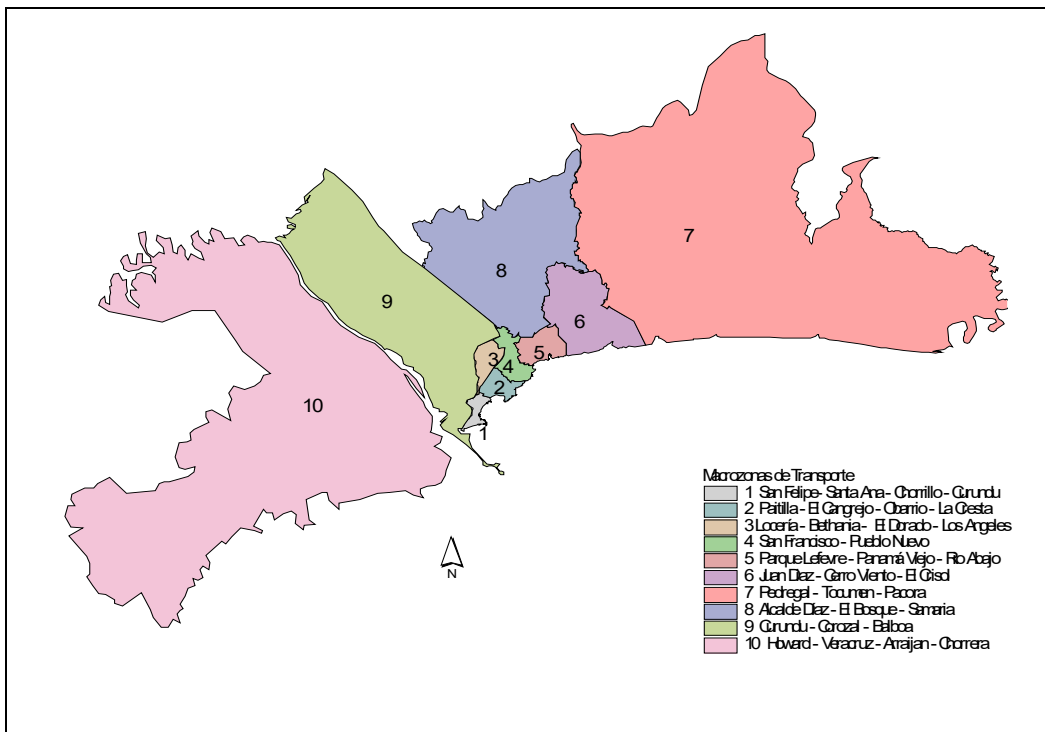 7
8
9
6
5
3
4
2
10
1
N
Macrozonas de Transporte
1 San Felipe - Santa Ana - Chorrillo - Curundu
2 Paitilla - El Cangrejo - Obarrio - La Cresta
3 Locería - Bethania - El Dorado - Los Angeles
4 San Francisco - Pueblo Nuevo
5 Parque Lefevre - Panamá Viejo - Rio Abajo
6 Juan Diaz - Cerro Viento - El Crisol
7 Pedregal - Tocumen - Pacora
8 Alcalde Díaz - El Bosque - Samaria
9 Curundu - Corozal - Balboa
10 Howard - Veracruz - Arraijan - Chorrera